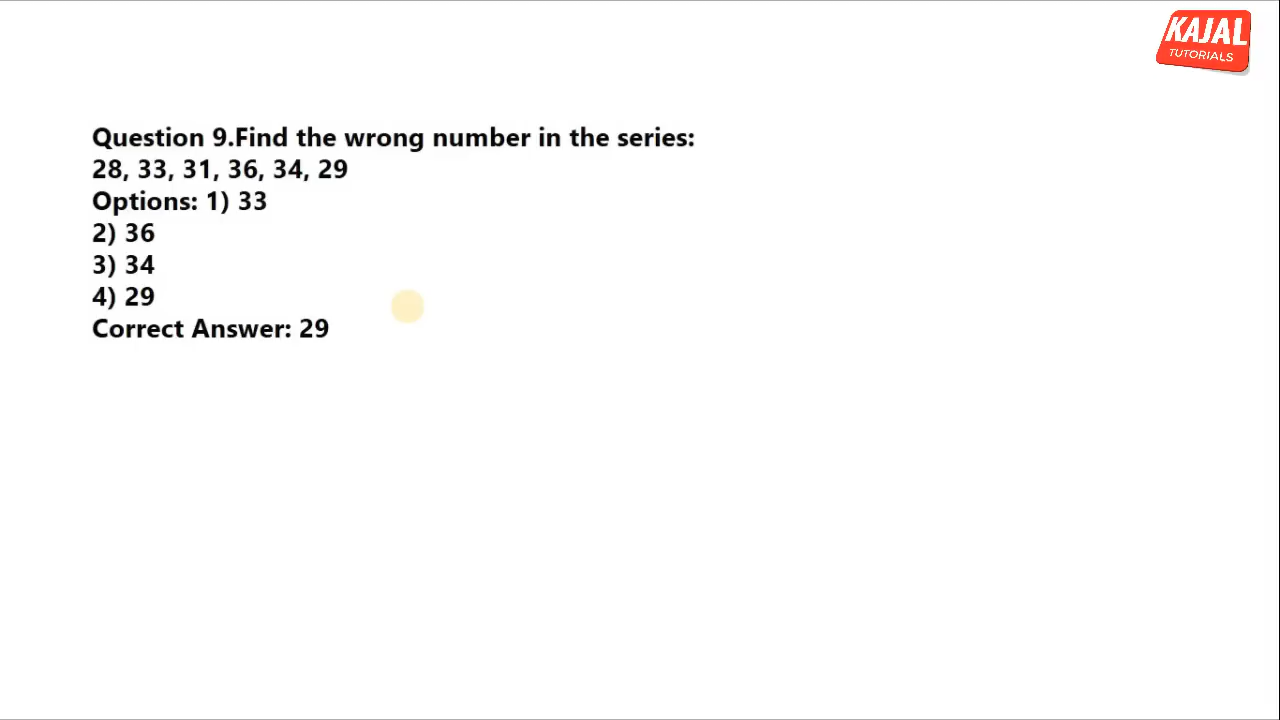 KAJAL
TUTORIALS
Question 9.Find the wrong number in the series:
28, 33, 31, 36, 34, 29
Options: 1) 33
2) 36
3) 34
4) 29
Correct Answer: 29